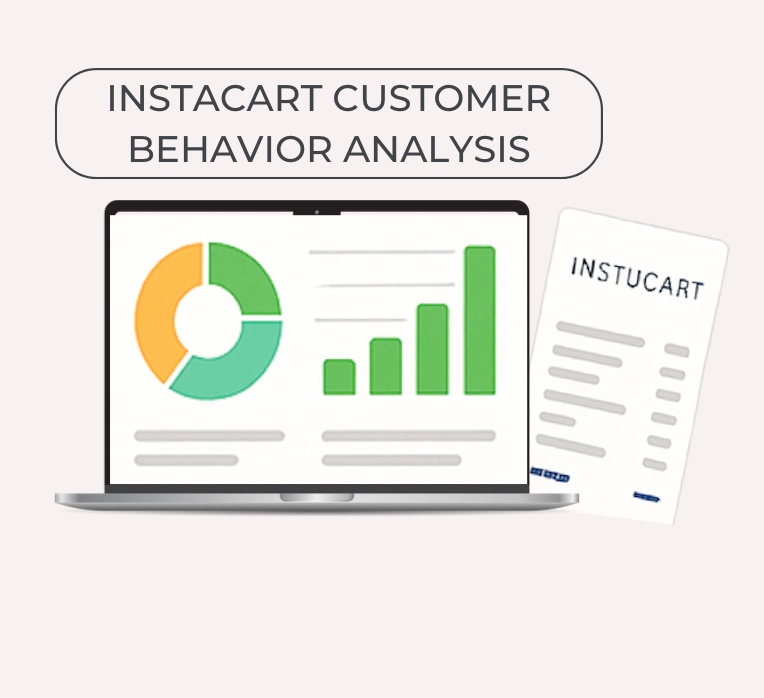 INSTACART CUSTOMER
BEHAVIOR ANALYSIS
INSTUCART